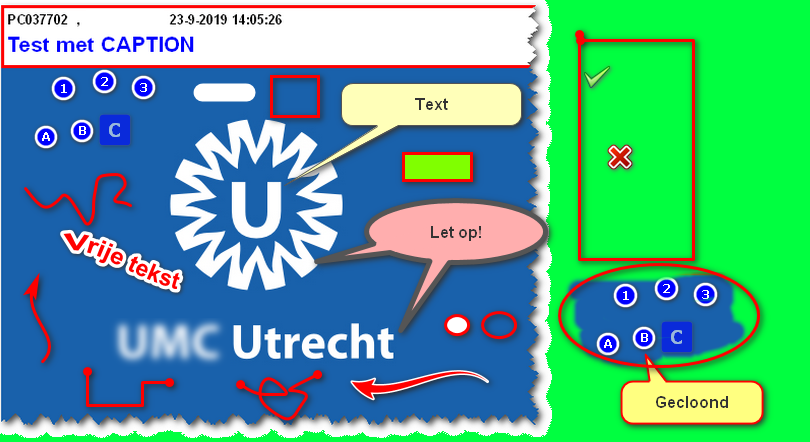 PC037702 , 23-9-2019 14:05:26
Test met CAPTION
1 2 3
A B C
Text
U
Let op!
Vrije tekst
UMC Utrecht
1 2 3
A B C
Gecloond